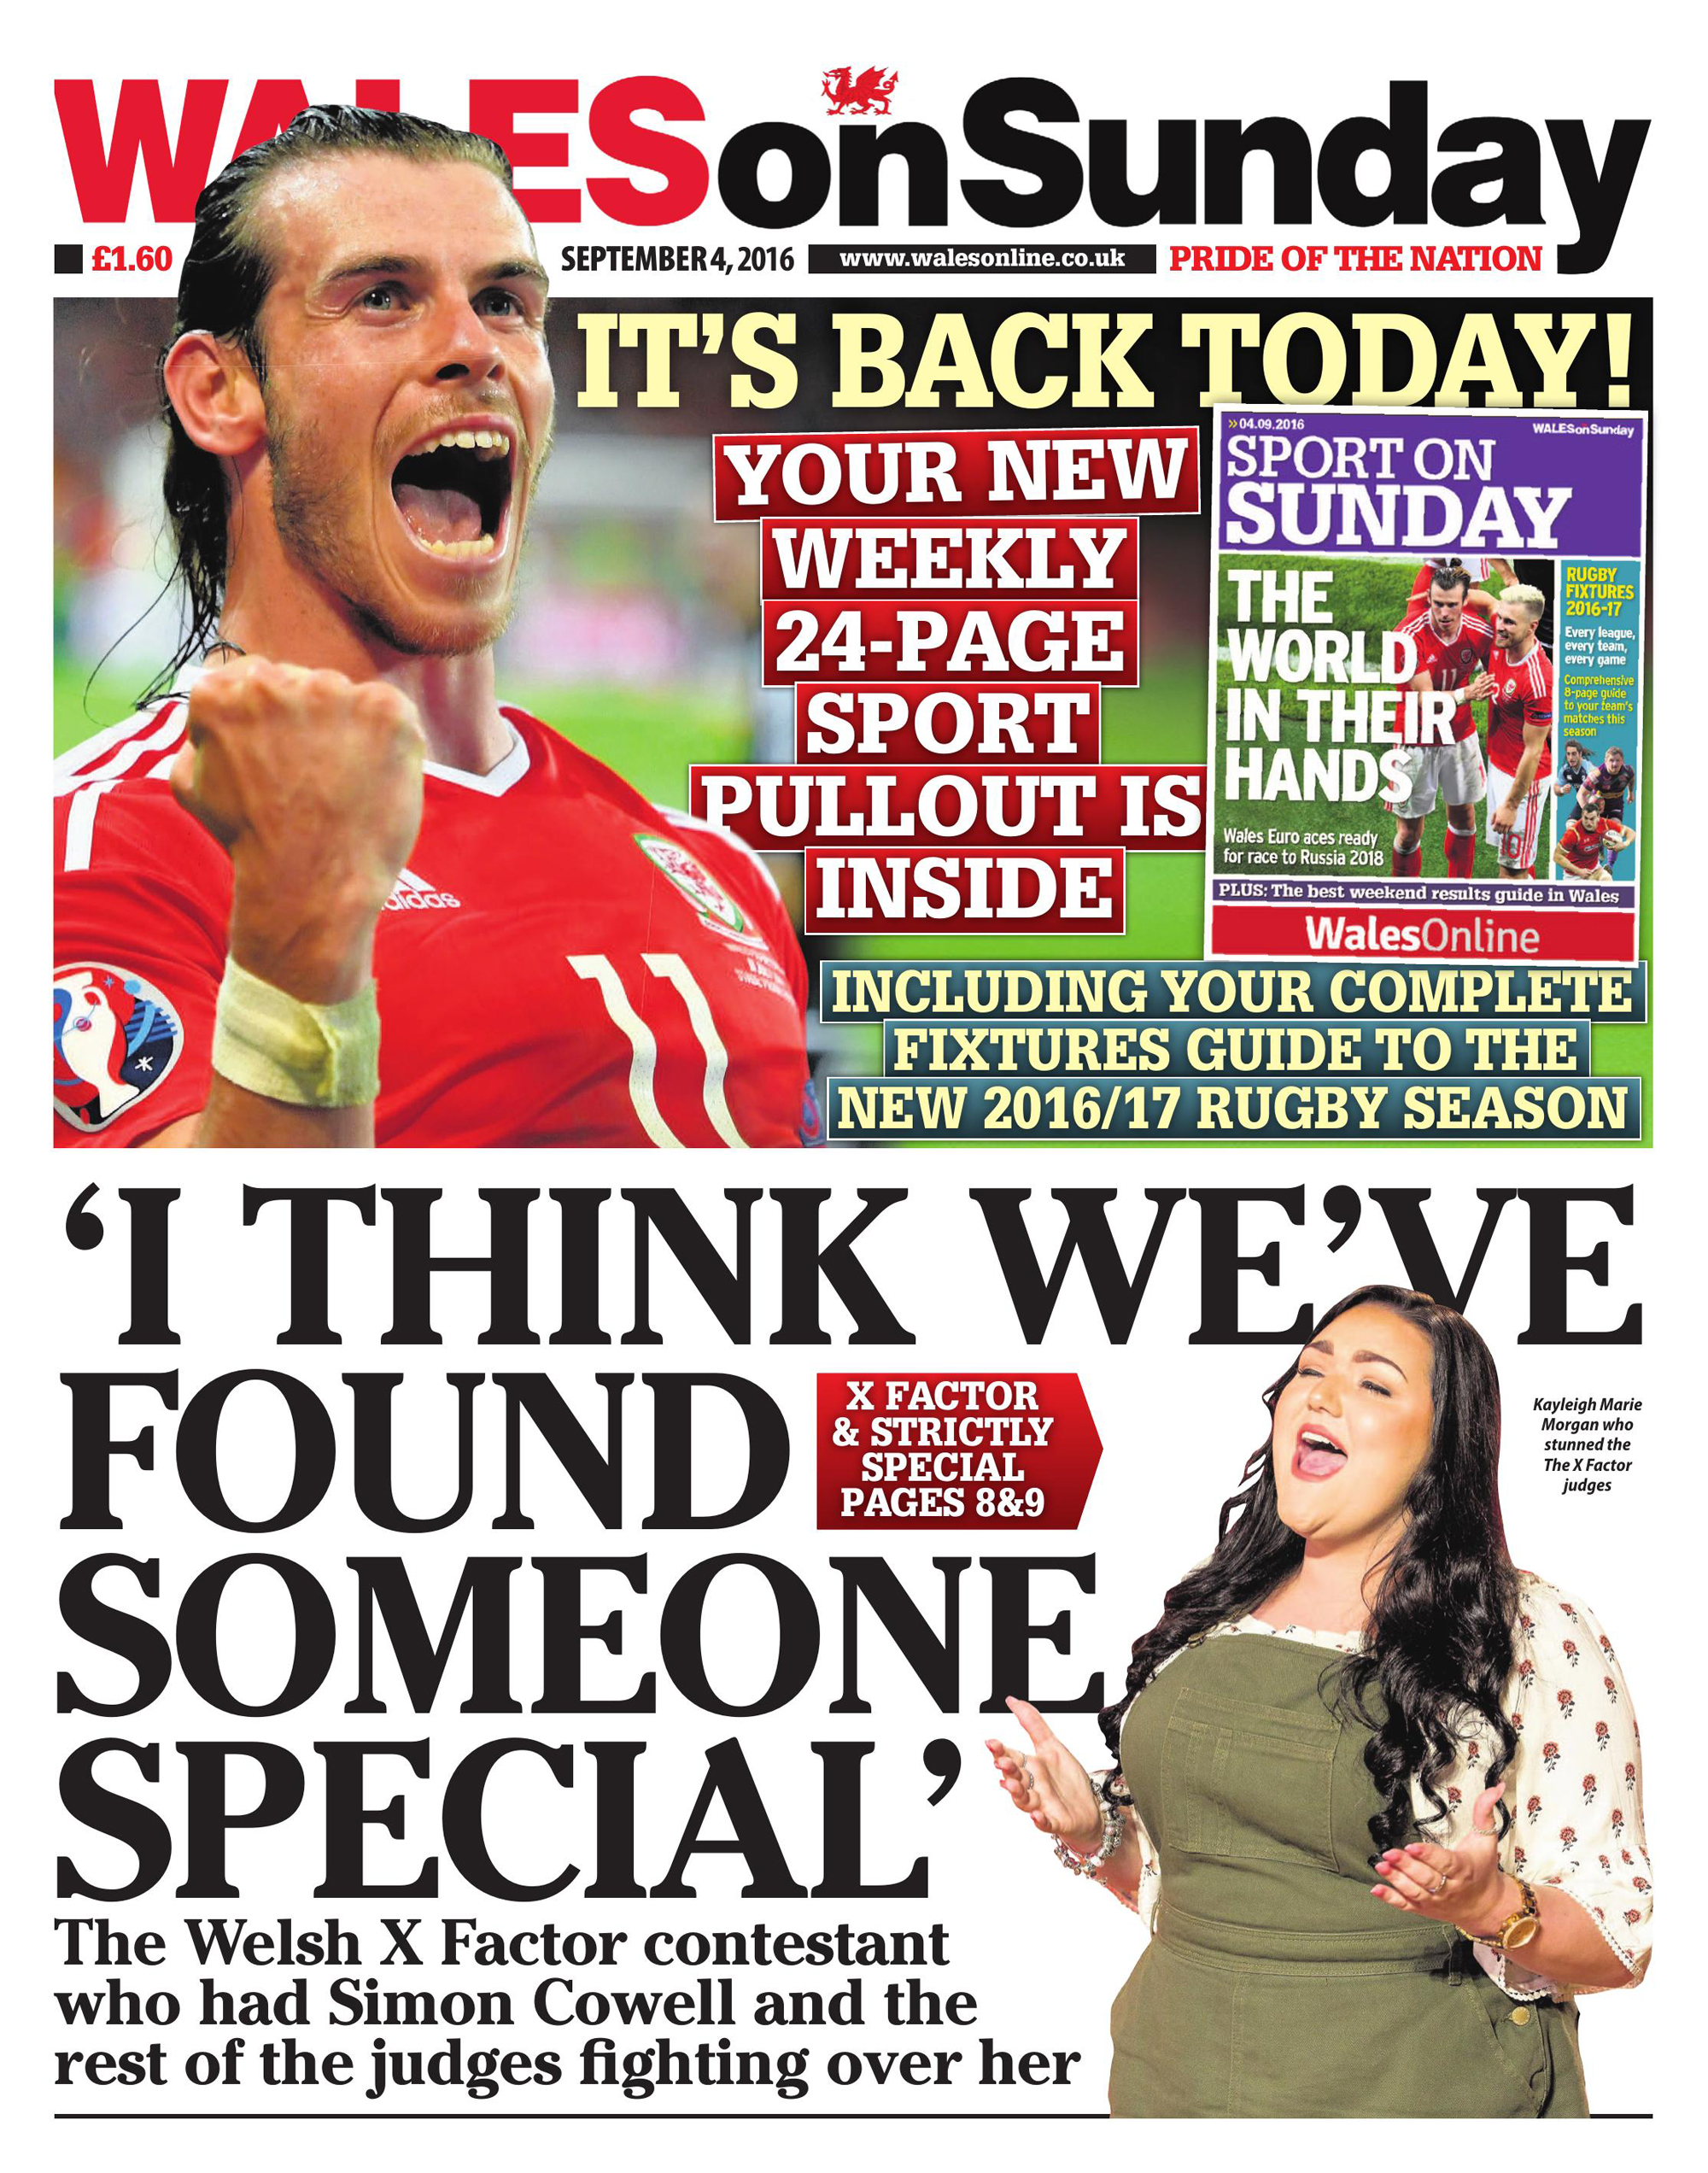 WALES on Sunday
£1.60
SEPTEMBER 4, 2016
www.walesonline.co.uk
PRIDE OF THE NATION
IT'S BACK TODAY!
YOUR NEW
WEEKLY
24-PAGE
SPORT
PULLOUT IS
INSIDE
»04.09.2016
WALESonSunday
SPORT ON
SUNDAY
THE
WORLD
IN THEIR
HANDS
Wales Euro aces ready
for race to Russia 2018
RUGBY
FIXTURES
2016-17
Every league,
every team,
every game
Comprehensive
8-page guide
to your team's
matches this
season
PLUS: The best weekend results guide in Wales
WalesOnline
INCLUDING YOUR COMPLETE
FIXTURES GUIDE TO THE
NEW 2016/17 RUGBY SEASON
adidas
11
11
10
'I THINK WE'VE
FOUND
SOMEONE
SPECIAL'
X FACTOR
& STRICTLY
SPECIAL
PAGES 8&9
Kayleigh Marie
Morgan who
stunned the
The X Factor
judges
The Welsh X Factor contestant
who had Simon Cowell and the
rest of the judges fighting over her